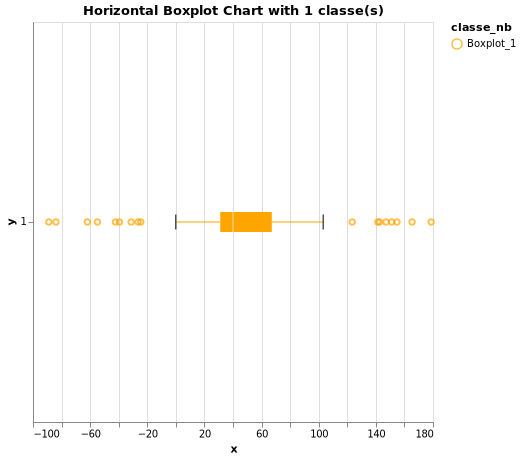 Horizontal Boxplot Chart with 1 classe(s)
classe_nb
Boxplot_1
y
1
−100 −60 −20 20 60 100 140 180
x